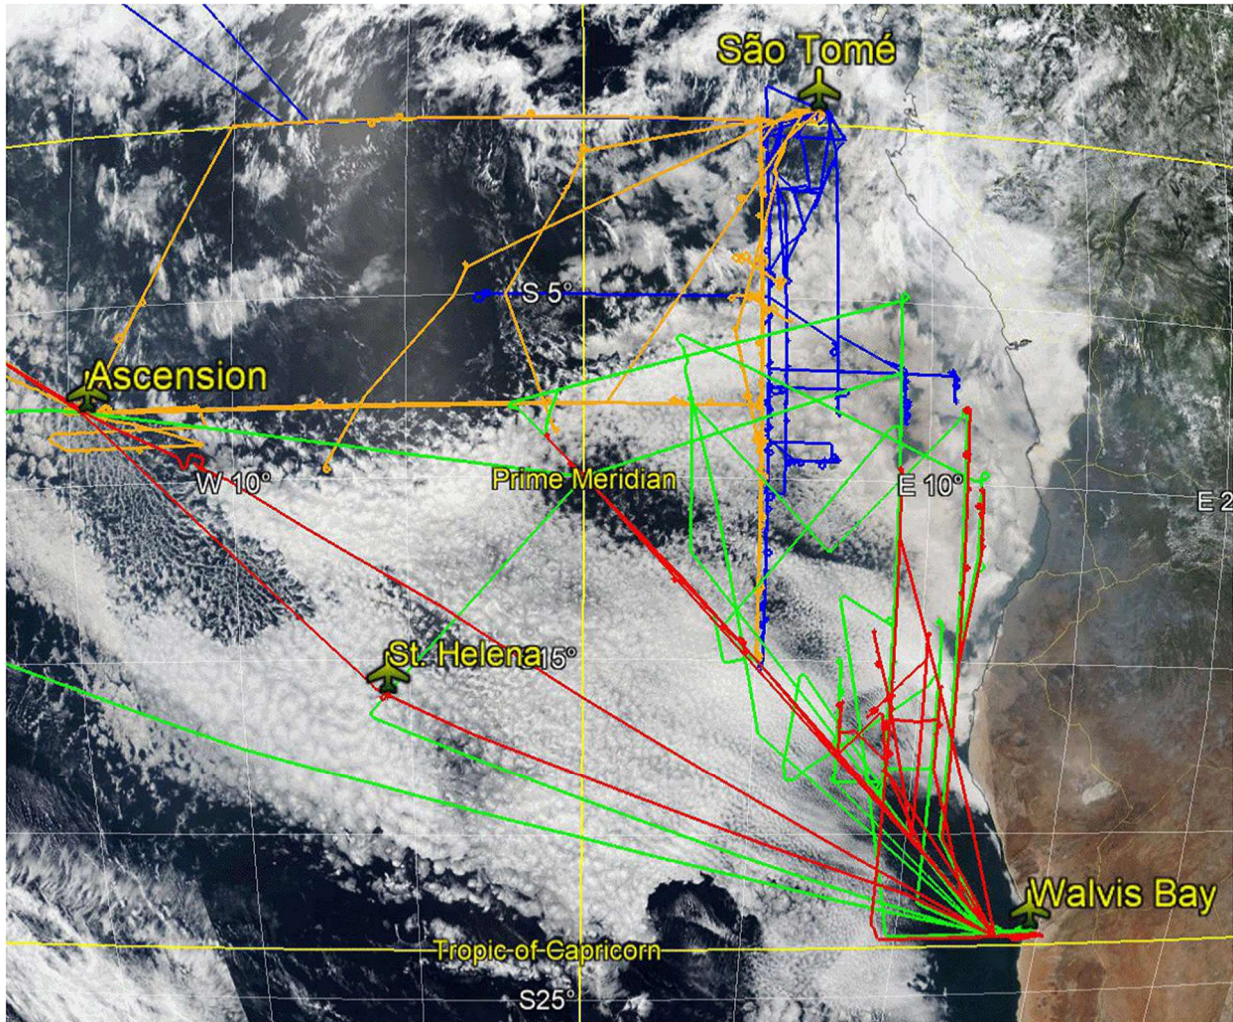 São Tomé
S 5°
Ascension
Prime Meridian
W 10°
E 10°
E 2
St. Helena
15°
Walvis Bay
Tropic of Capricorn
S25°